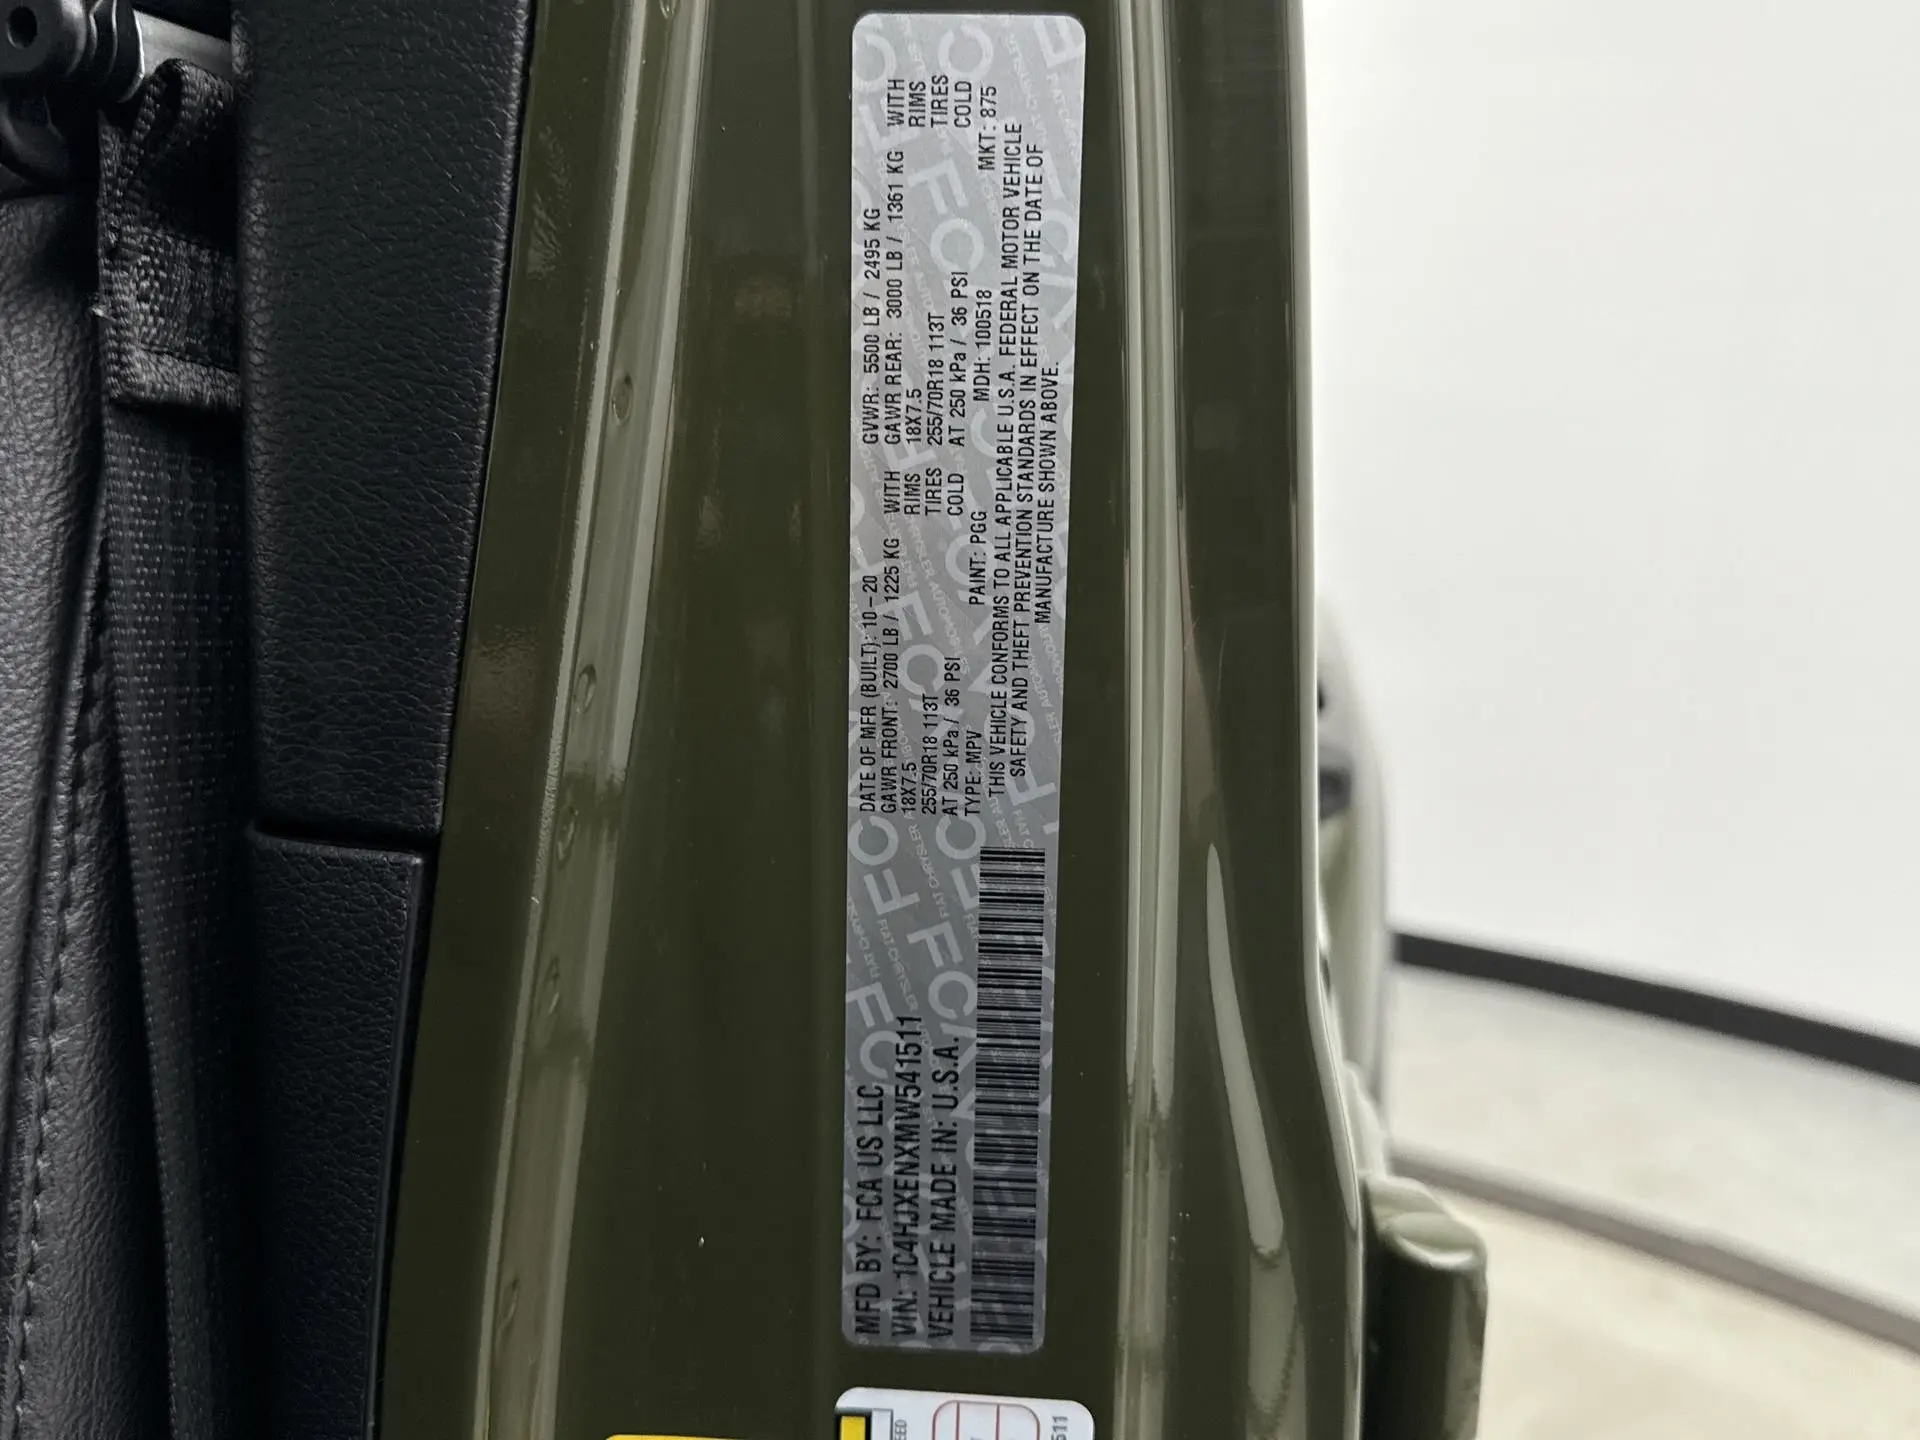 MFD BY: FCA US LLC
VIN: 1C4HJXENXMW541511
VEHICLE MADE IN: U.S.A.
DATE OF MFR (BUILT): 10-20 GVWR: 5500 LB / 2495 KG
GAWR FRONT: 2700 LB / 1225 KG WITH GAWR REAR: 3000 LB / 1361 KG WITH
18X7.5 RIMS 18X7.5 RIMS
255/70R18 113T TIRES 255/70R18 113T TIRES
AT 250 kPa / 36 PSI COLD AT 250 kPa / 36 PSI COLD
TYPE: MPV PAINT: PGG MDH: 100518 MKT: 875
THIS VEHICLE CONFORMS TO ALL APPLICABLE U.S.A. FEDERAL MOTOR VEHICLE
SAFETY AND THEFT PREVENTION STANDARDS IN EFFECT ON THE DATE OF
MANUFACTURE SHOWN ABOVE.
511